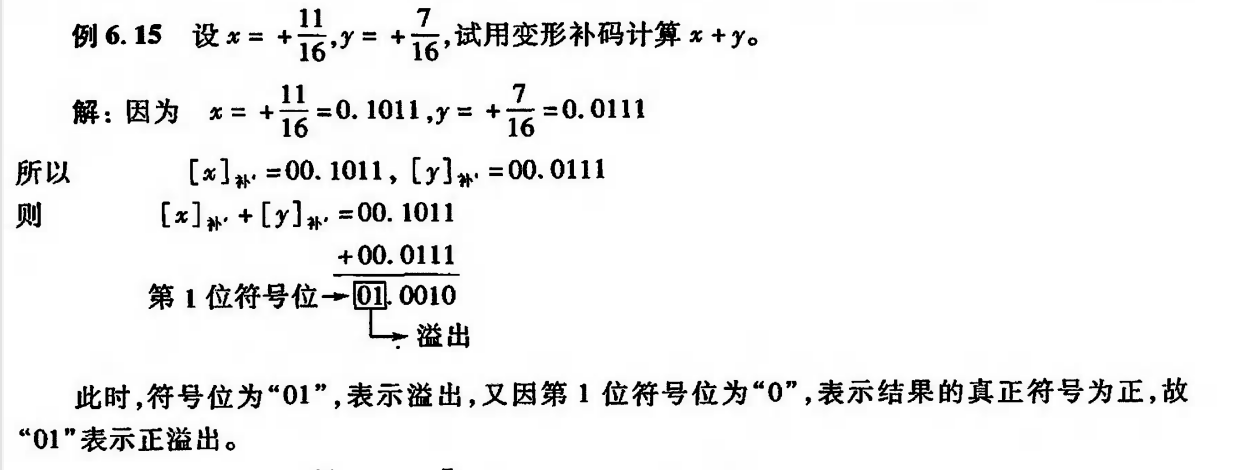 例 6.15 设 x = +11/16, y = +7/16, 试用变形补码计算 x + y。
解: 因为 x = +11/16 = 0.1011, y = +7/16 = 0.0111
所以 [x]补′ = 00.1011, [y]补′ = 00.0111
则 [x]补′ + [y]补′ = 00.1011
+00.0111
第 1 位符号位→01.0010
溢出
此时,符号位为“01”,表示溢出,又因第 1 位符号位为“0”,表示结果的真正符号为正,故
“01”表示正溢出。